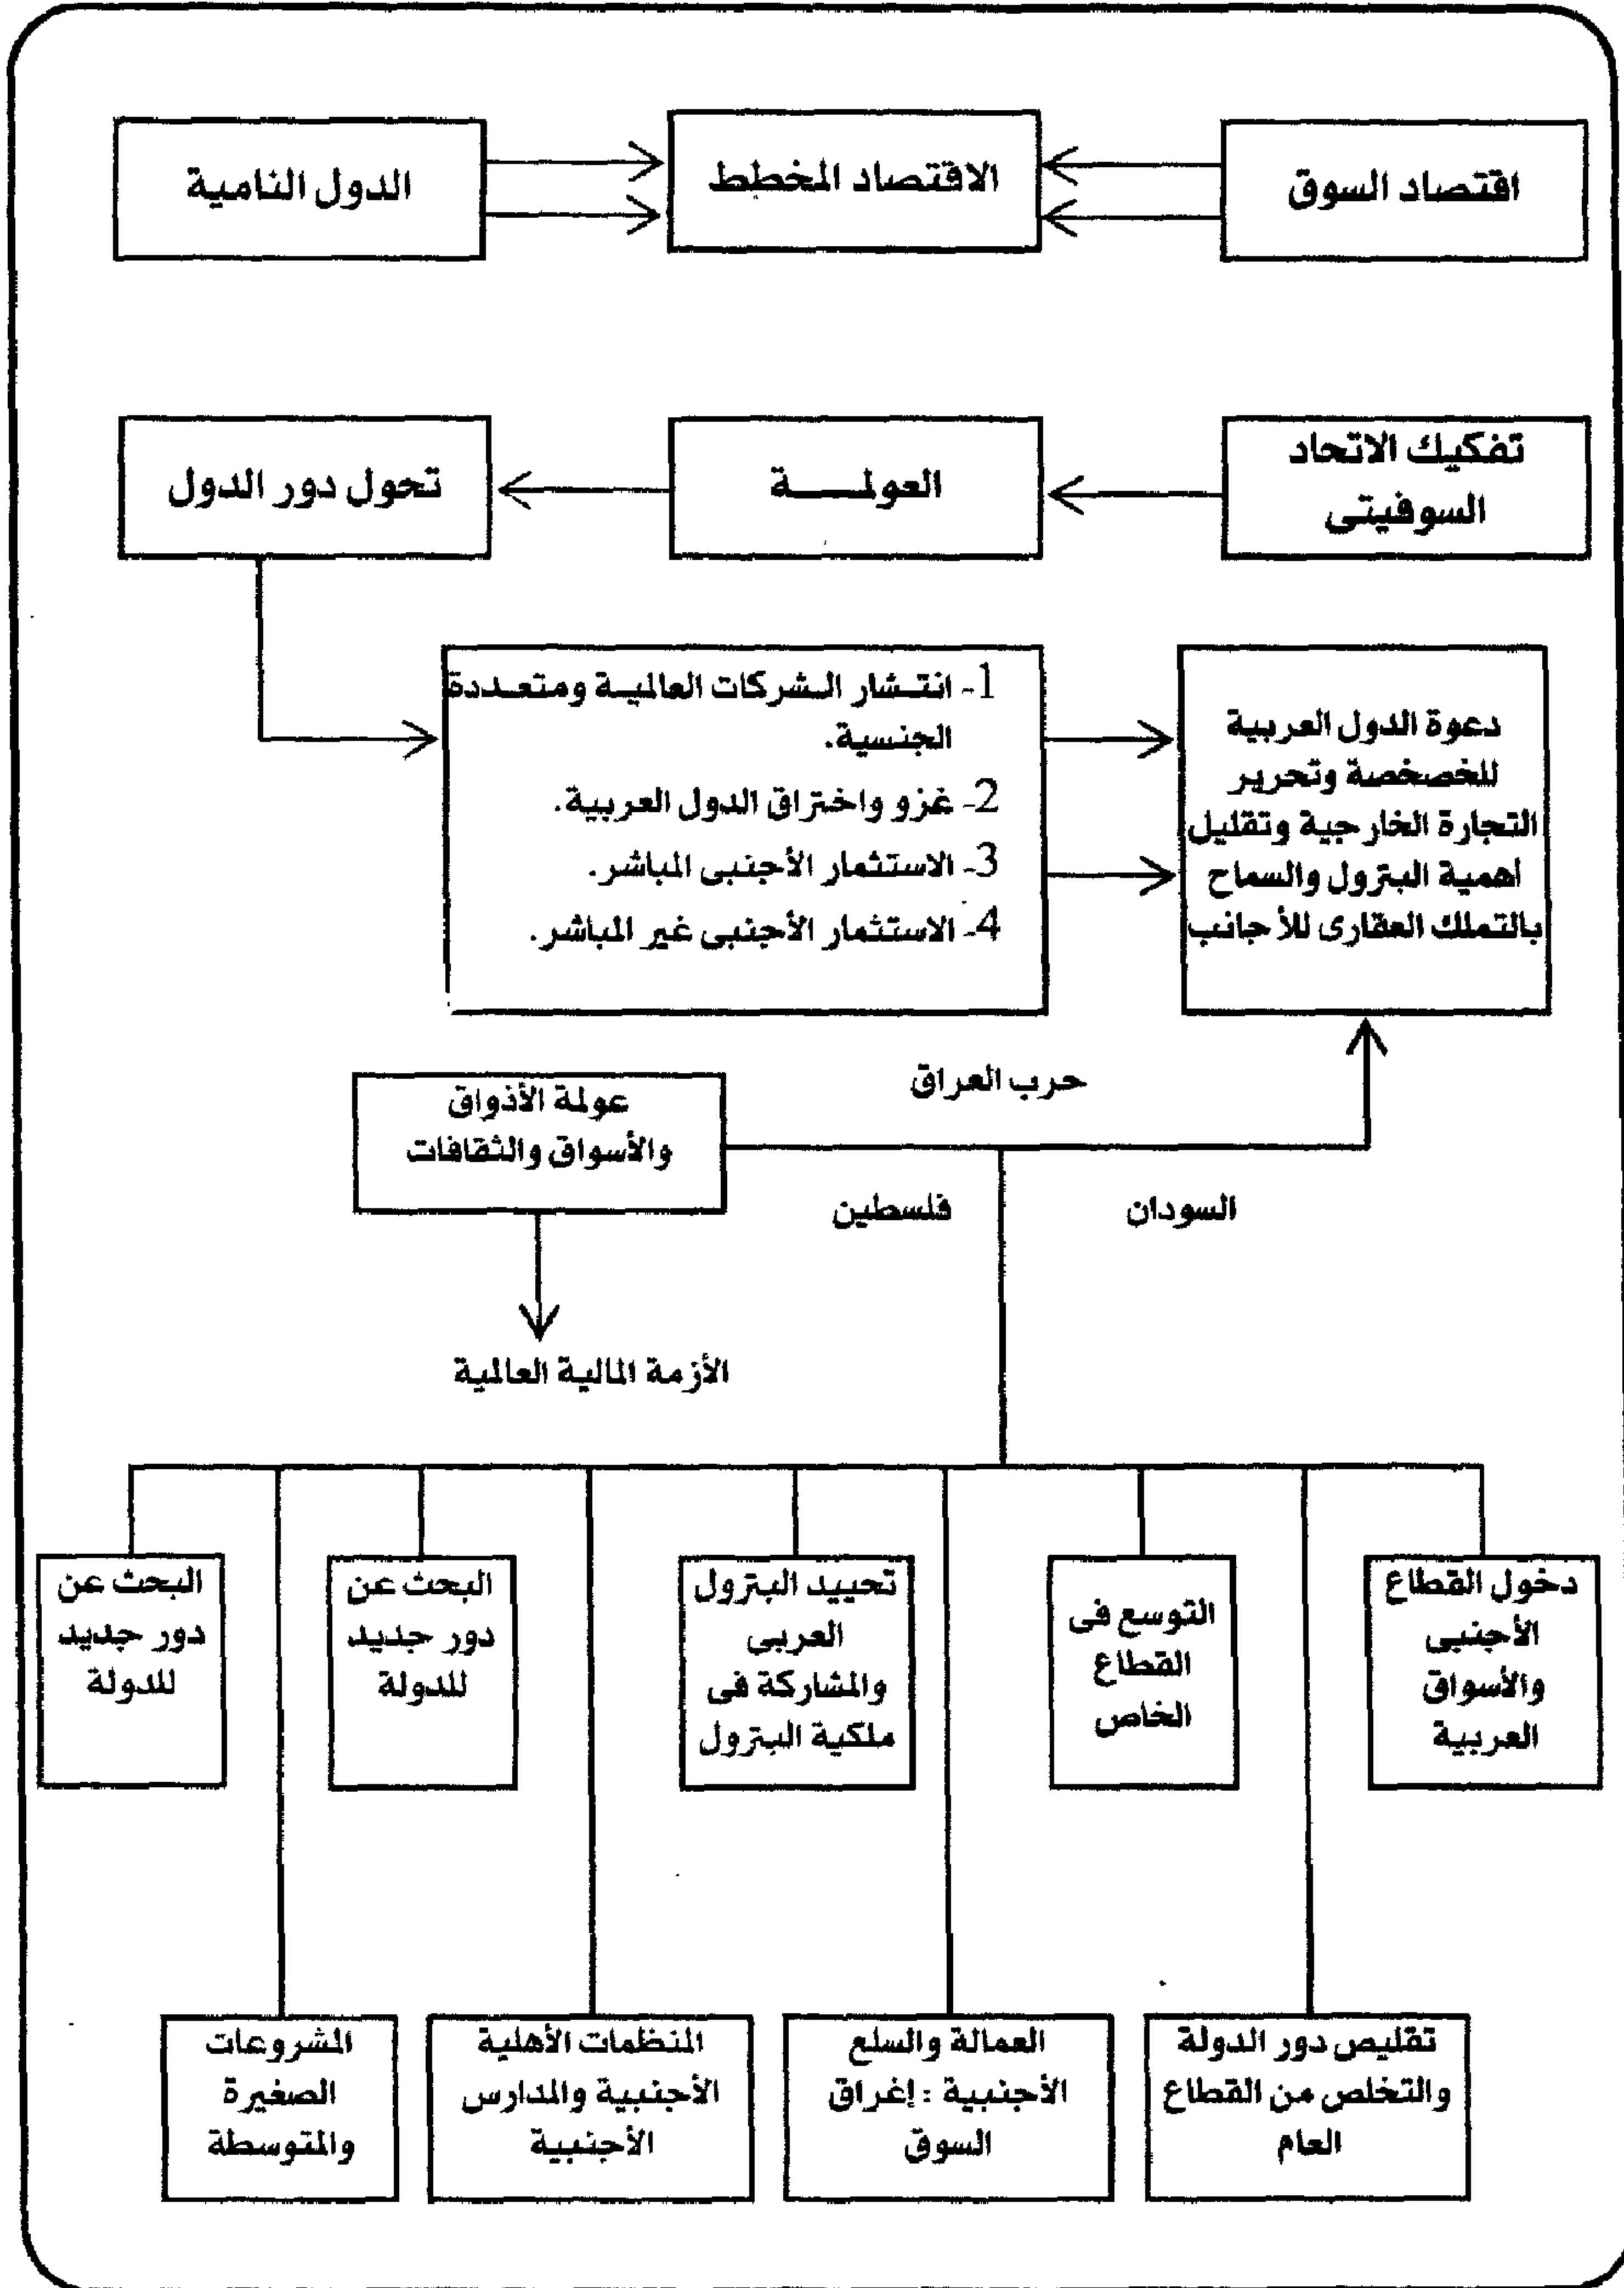 اقتصاد السوق
الاقتصاد المخطط
الدول النامية
تفكيك الاتحاد
السوفيتى
العولمـــــة
تحول دور الدول
1- انتـشار الـشركات العالميـة ومتعـددة
الجنسية.
2- غزو واختراق الدول العربية.
3- الاستثمار الأجنبى المباشر.
4- الاستثمار الأجنبى غير المباشر.
دعوة الدول العربية
للخصخصة وتحرير
التجارة الخارجية وتقليل
اهمية البترول والسماح
بالتملك العقارى للأجانب
حرب العراق
عولمة الأذواق
والأسواق والثقافات
السودان
فلسطين
الأزمة المالية العالمية
دخول القطاع
الأجنبى
والأسواق
العربية
التوسع فى
القطاع
الخاص
تحييد البترول
العربى
والمشاركة فى
ملكية البترول
البحث عن
دور جديد
للدولة
البحث عن
دور جديد
للدولة
تقليص دور الدولة
والتخلص من القطاع
العام
العمالة والسلع
الأجنبية : إغراق
السوق
المنظمات الأهلية
الأجنبية والمدارس
الأجنبية
المشروعات
الصغيرة
والمتوسطة